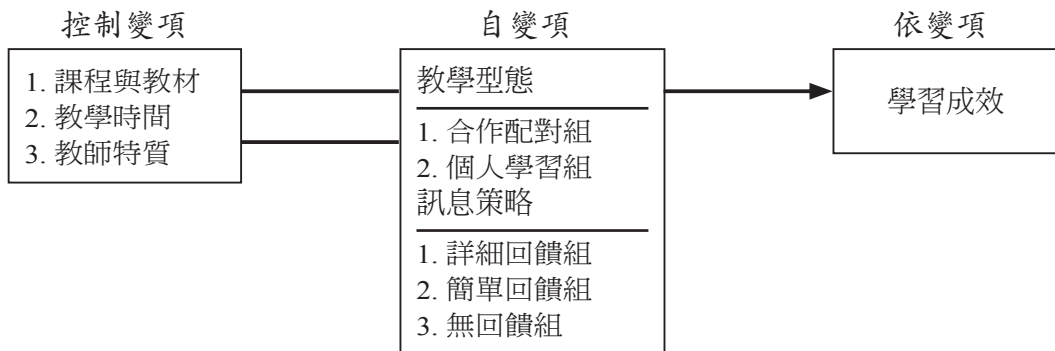 控制變項
1. 課程與教材
2. 教學時間
3. 教師特質
自變項
教學型態
1. 合作配對組
2. 個人學習組
訊息策略
1. 詳細回饋組
2. 簡單回饋組
3. 無回饋組
依變項
學習成效